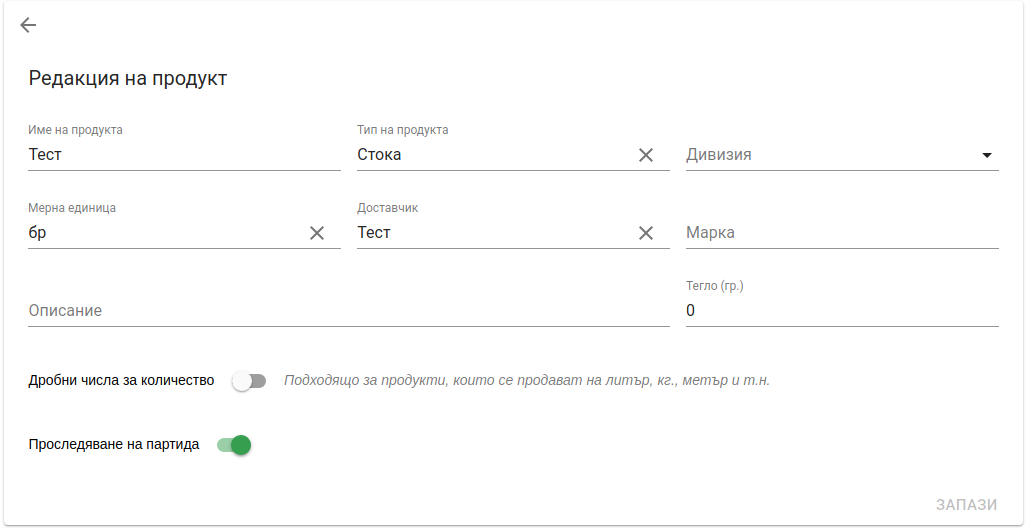 Редакция на продукт
Име на продукта
Тип на продукта
Тест
Стока
Дивизия
Мерна единица
Доставчик
бр
Тест
Марка
Тегло (гр.)
Описание
0
Дробни числа за количество
Подходящо за продукти, които се продават на литър, кг., метър и т.н.
Проследяване на партида
ЗАПАЗИ